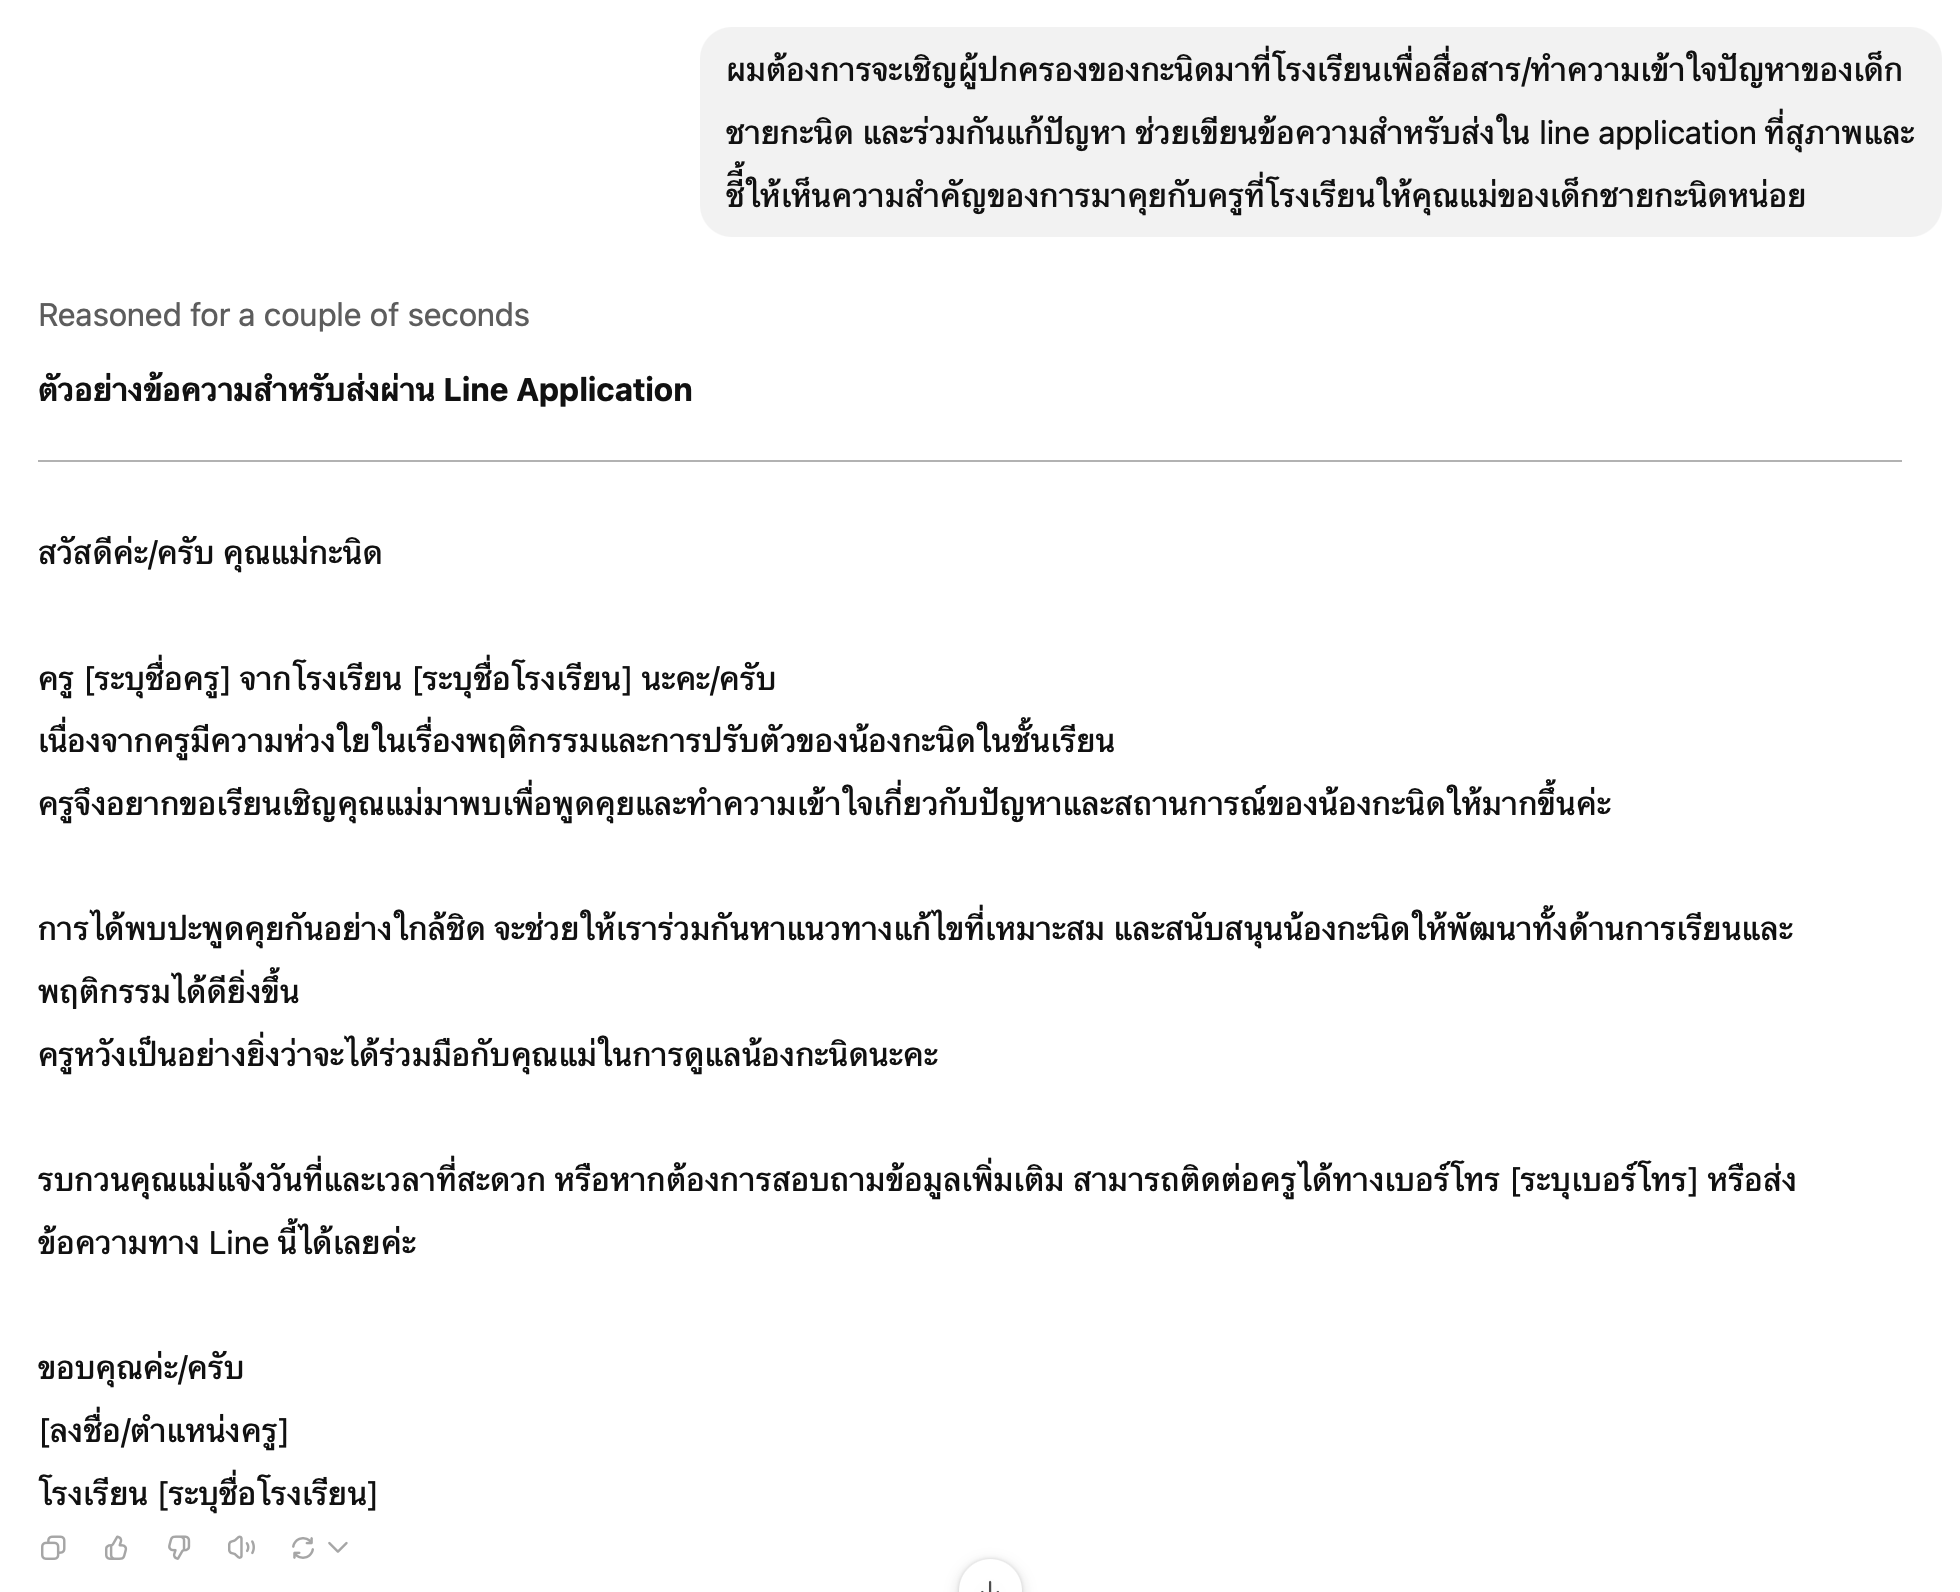 ผมต้องการจะเชิญผู้ปกครองของกะนิดมาที่โรงเรียนเพื่อสื่อสาร/ทำความเข้าใจปัญหาของเด็ก
ชายกะนิด และร่วมกันแก้ปัญหา ช่วยเขียนข้อความสำหรับส่งใน line application ที่สุภาพและ
ชี้ให้เห็นความสำคัญของการมาคุยกับครูที่โรงเรียนให้คุณแม่ของเด็กชายกะนิดหน่อย
Reasoned for a couple of seconds
ตัวอย่างข้อความสำหรับส่งผ่าน Line Application
สวัสดีค่ะ/ครับ คุณแม่กะนิด
ครู [ระบุชื่อครู] จากโรงเรียน [ระบุชื่อโรงเรียน] นะคะ/ครับ
เนื่องจากครูมีความห่วงใยในเรื่องพฤติกรรมและการปรับตัวของน้องกะนิดในชั้นเรียน
ครูจึงอยากขอเรียนเชิญคุณแม่มาพบเพื่อพูดคุยและทำความเข้าใจเกี่ยวกับปัญหาและสถานการณ์ของน้องกะนิดให้มากขึ้นค่ะ
การได้พบปะพูดคุยกันอย่างใกล้ชิด จะช่วยให้เราร่วมกันหาแนวทางแก้ไขที่เหมาะสม และสนับสนุนน้องกะนิดให้พัฒนาทั้งด้านการเรียนและ
พฤติกรรมได้ดียิ่งขึ้น
ครูหวังเป็นอย่างยิ่งว่าจะได้ร่วมมือกับคุณแม่ในการดูแลน้องกะนิดนะคะ
รบกวนคุณแม่แจ้งวันที่และเวลาที่สะดวก หรือหากต้องการสอบถามข้อมูลเพิ่มเติม สามารถติดต่อครูได้ทางเบอร์โทร [ระบุเบอร์โทร] หรือส่ง
ข้อความทาง Line นี้ได้เลยค่ะ
ขอบคุณค่ะ/ครับ
[ลงชื่อ/ตำแหน่งครู]
โรงเรียน [ระบุชื่อโรงเรียน]